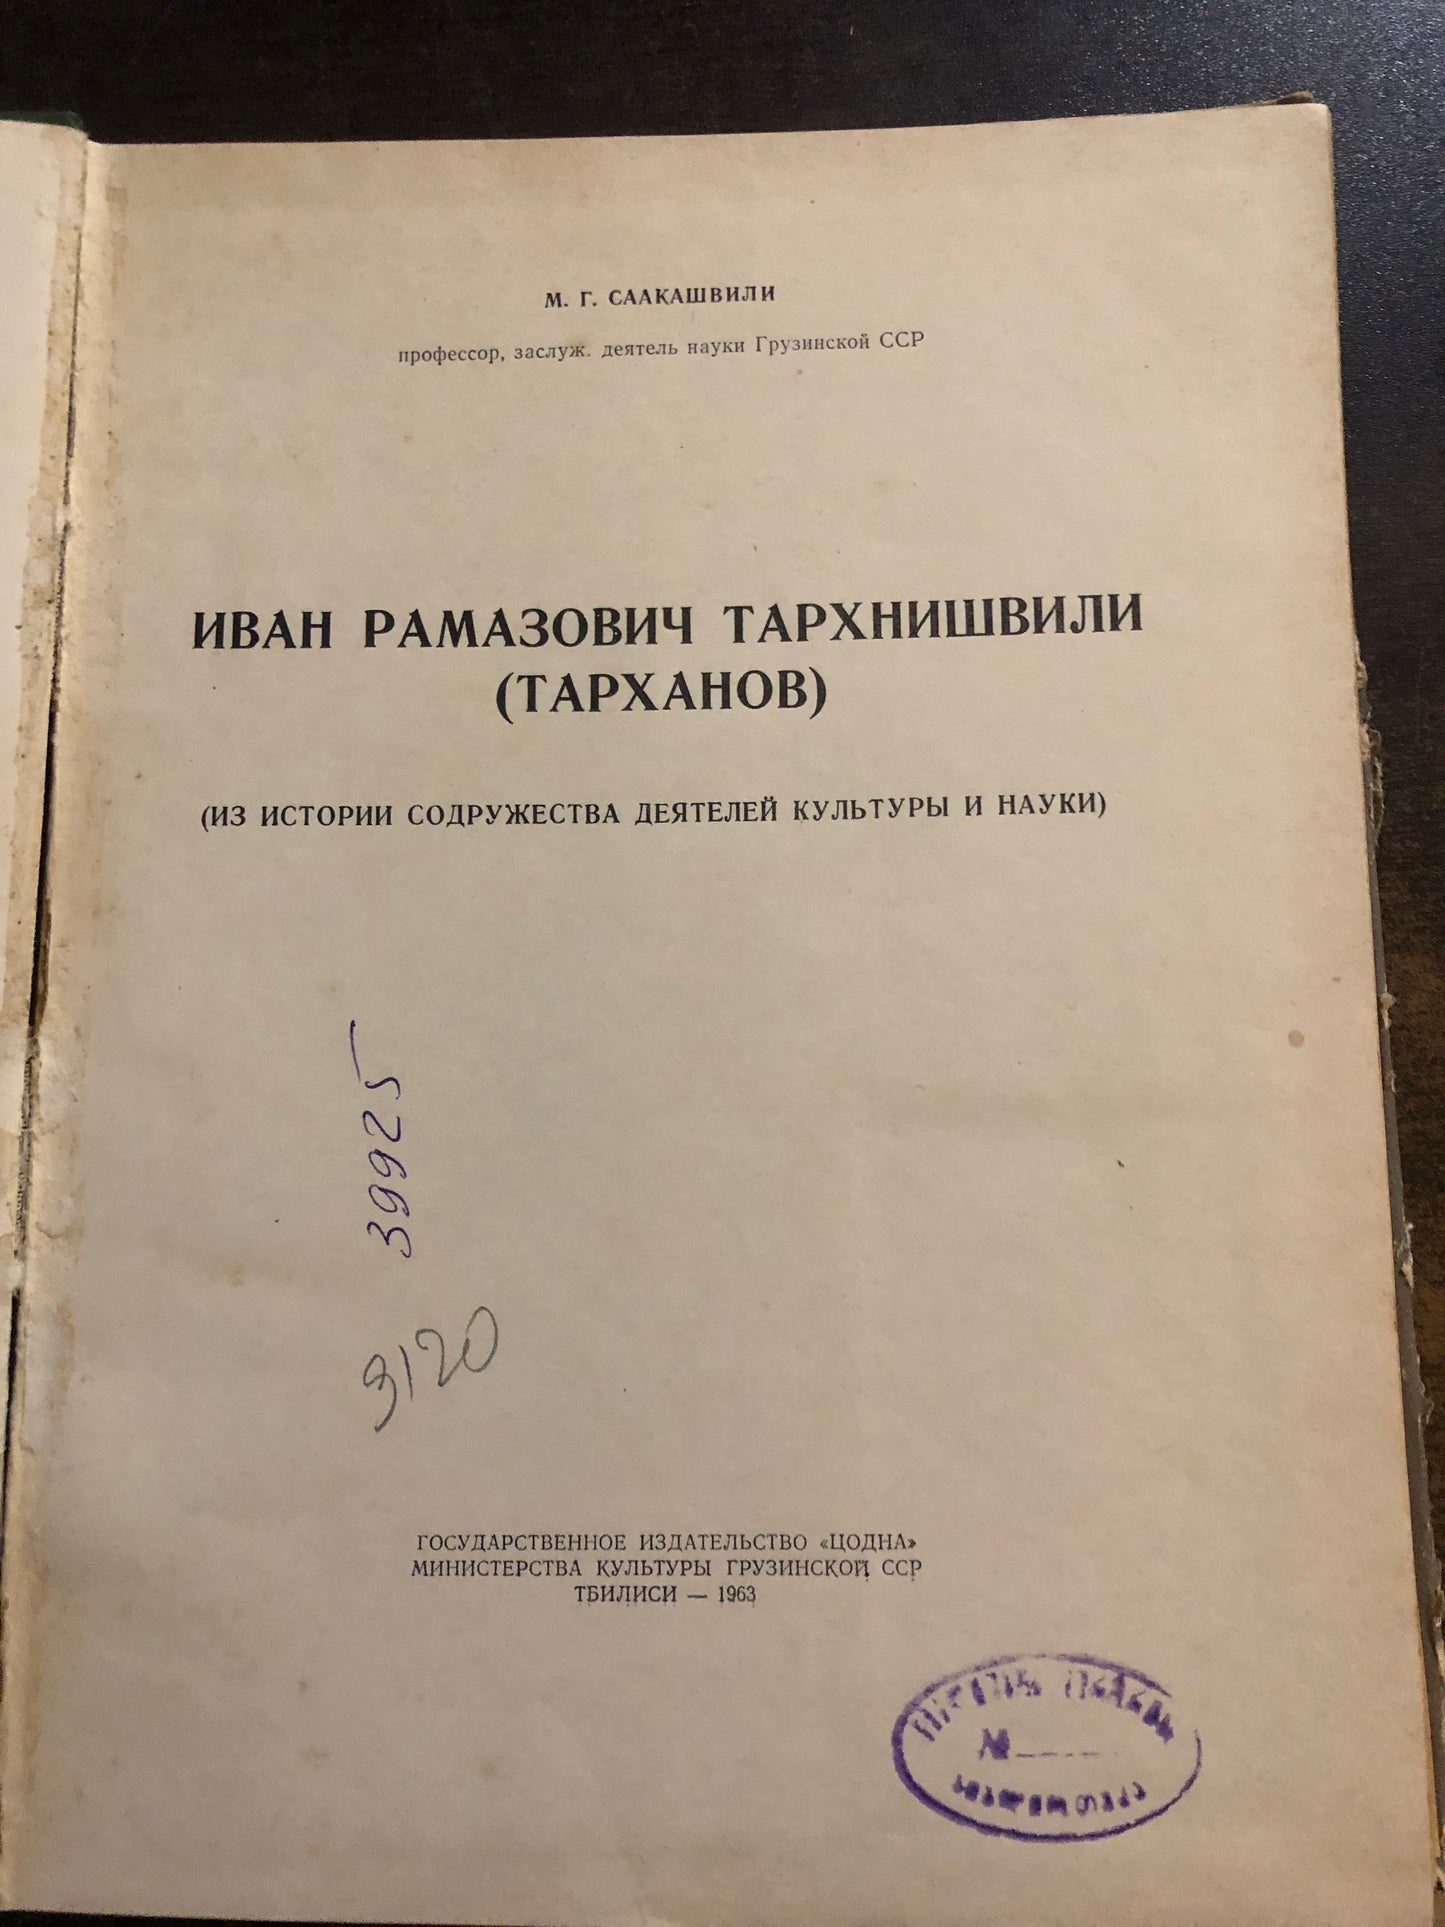 М. Г. СААКАШВИЛИ
профессор, заслуж. деятель науки Грузинской ССР
ИВАН РАМАЗОВИЧ ТАРХНИШВИЛИ
(ТАРХАНОВ)
(ИЗ ИСТОРИИ СОДРУЖЕСТВА ДЕЯТЕЛЕЙ КУЛЬТУРЫ И НАУКИ)
39925
3120
ГОСУДАРСТВЕННОЕ ИЗДАТЕЛЬСТВО «ЦОДНА»
МИНИСТЕРСТВА КУЛЬТУРЫ ГРУЗИНСКОЙ ССР
ТБИЛИСИ — 1963
№